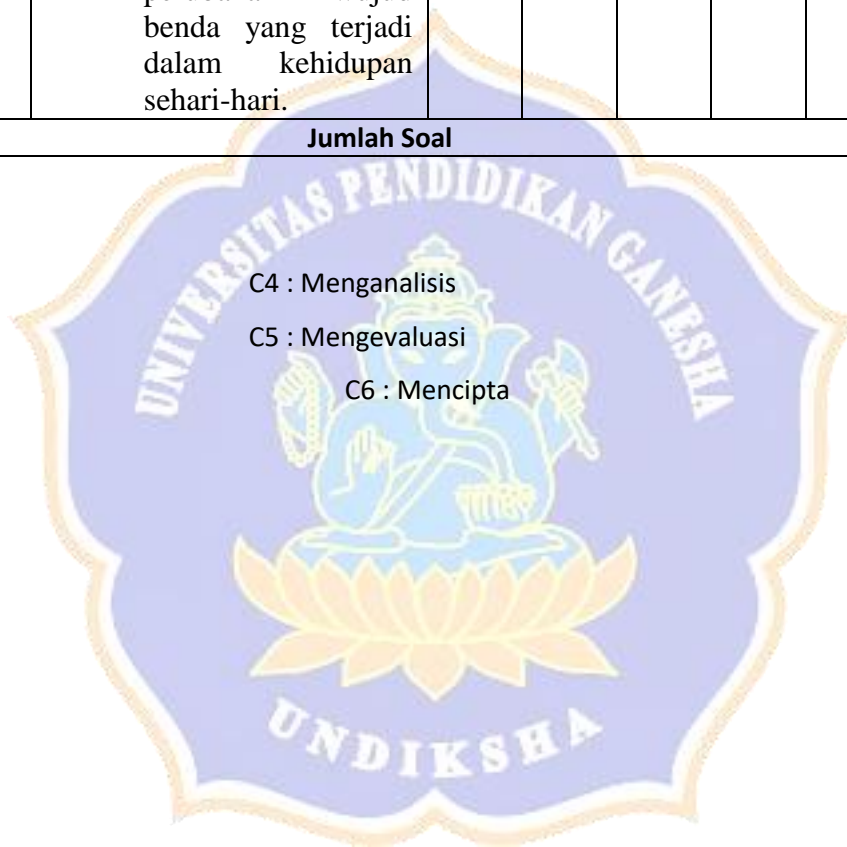 benda yang terjadi
dalam kehidupan
sehari-hari.
Jumlah Soal
UNIVERSITAS PENDIDIKAN GANESHA
C4 : Menganalisis
C5 : Mengevaluasi
C6 : Mencipta
UNDIKSHA